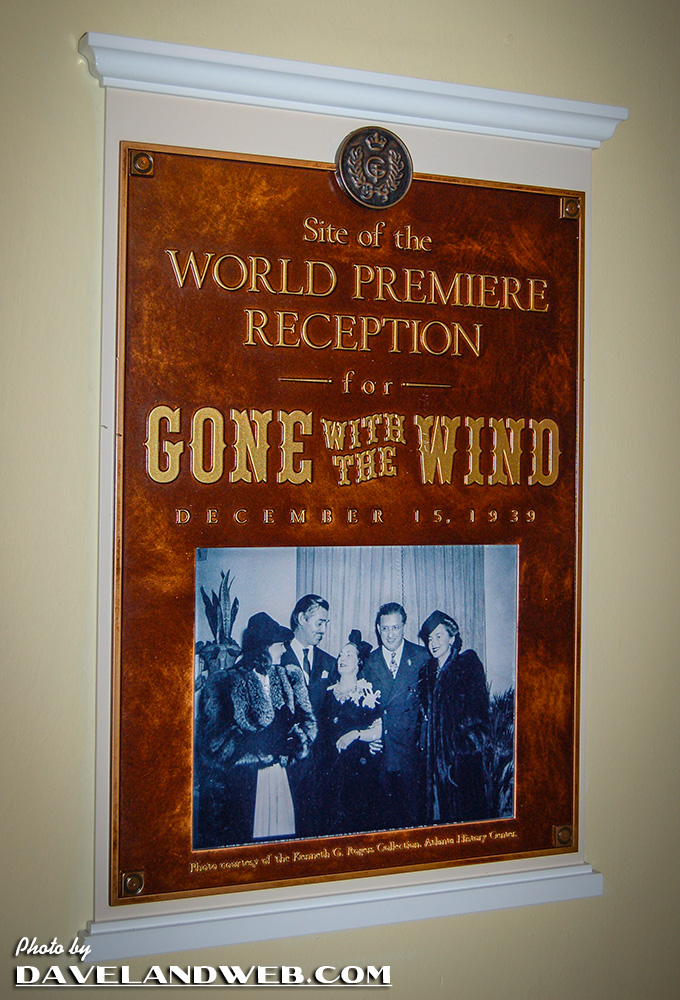 Site of the
WORLD PREMIERE
RECEPTION
for
GONE WITH THE WIND
DECEMBER 15, 1939
Photo courtesy of the Kenneth G. Rogers Collection, Atlanta History Center.
Photo by
DAVELANDWEB.COM